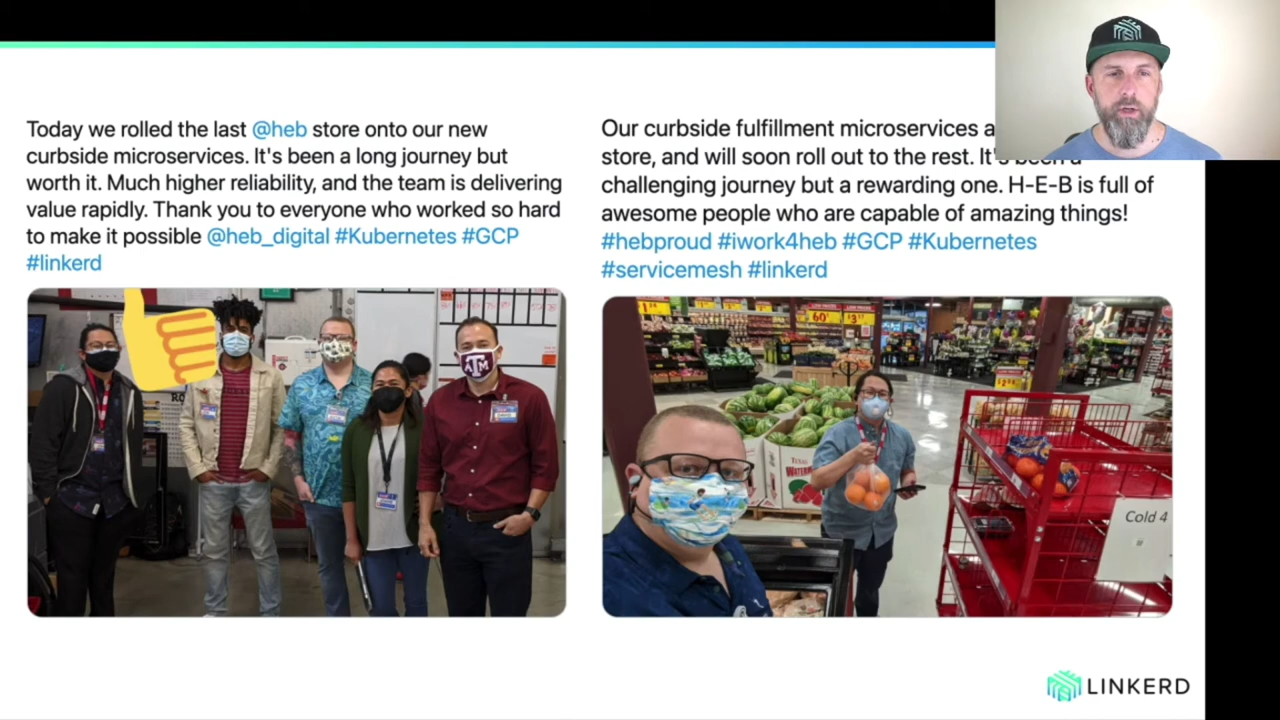 Today we rolled the last @heb store onto our new
curbside microservices. It's been a long journey but
worth it. Much higher reliability, and the team is delivering
value rapidly. Thank you to everyone who worked so hard
to make it possible @heb_digital #Kubernetes #GCP
#linkerd
Our curbside fulfillment microservices a
store, and will soon roll out to the rest. It's been a
challenging journey but a rewarding one. H-E-B is full of
awesome people who are capable of amazing things!
#hebproud #iwork4heb #GCP #Kubernetes
#servicemesh #linkerd
ATM
60
Cold 4
LINKERD